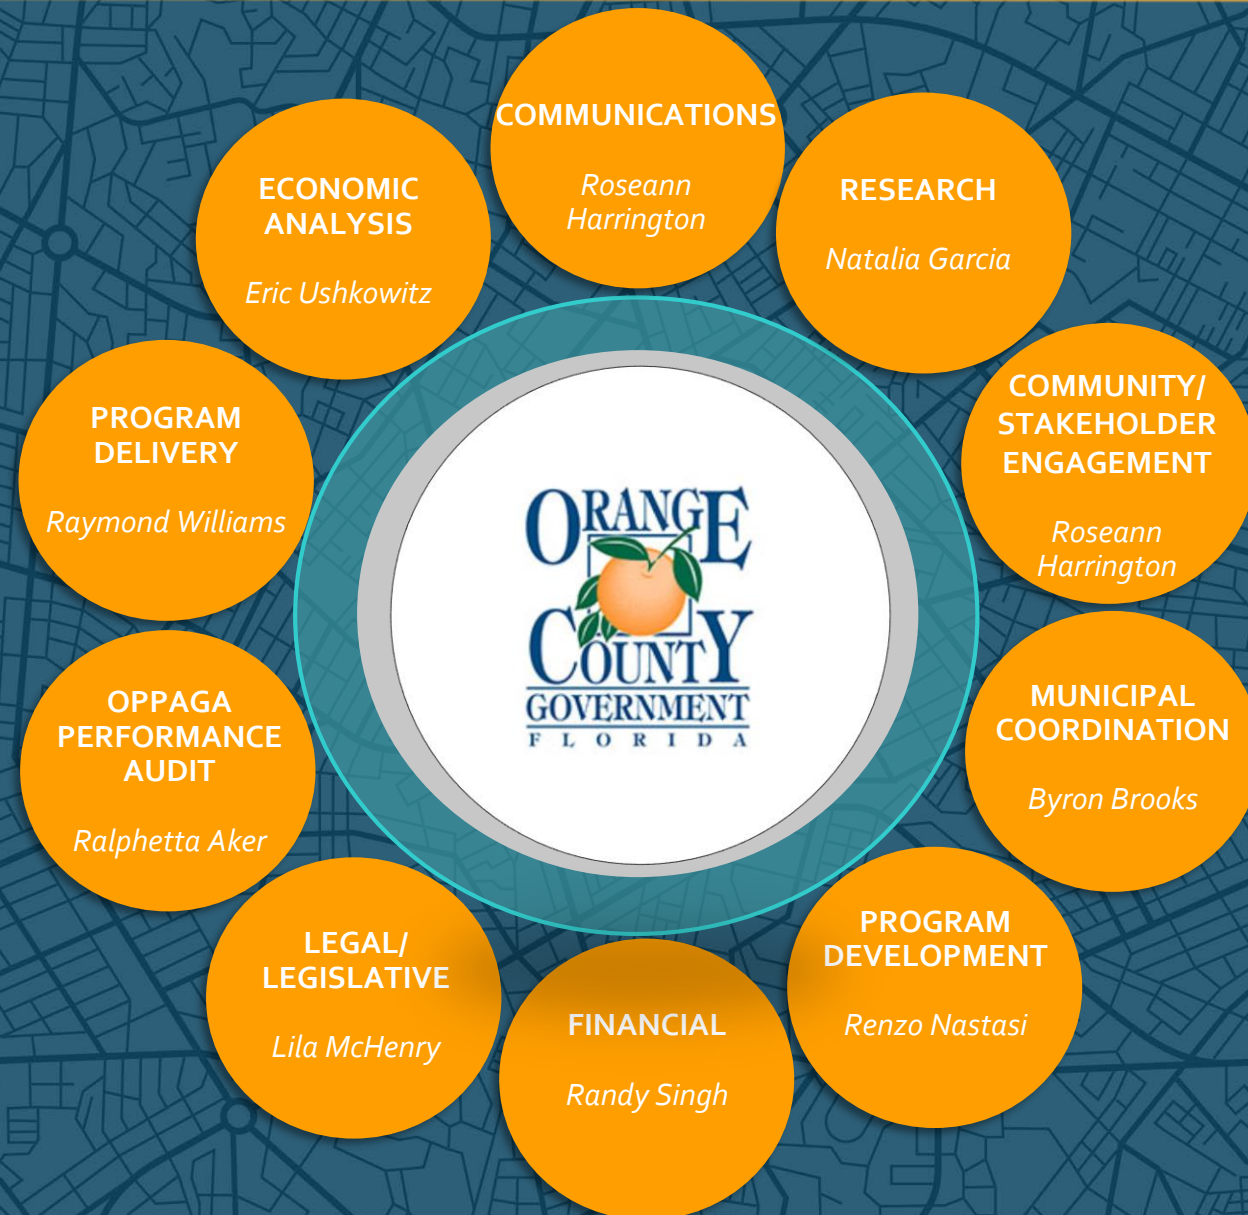 COMMUNICATIONS
Roseann
Harrington
RESEARCH
Natalia Garcia
COMMUNITY/
STAKEHOLDER
ENGAGEMENT
Roseann
Harrington
MUNICIPAL
COORDINATION
Byron Brooks
PROGRAM
DEVELOPMENT
Renzo Nastasi
FINANCIAL
Randy Singh
LEGAL/
LEGISLATIVE
Lila McHenry
OPPAGA
PERFORMANCE
AUDIT
Ralphetta Aker
PROGRAM
DELIVERY
Raymond Williams
ECONOMIC
ANALYSIS
Eric Ushkowitz
ORANGE
COUNTY
GOVERNMENT
FLORIDA